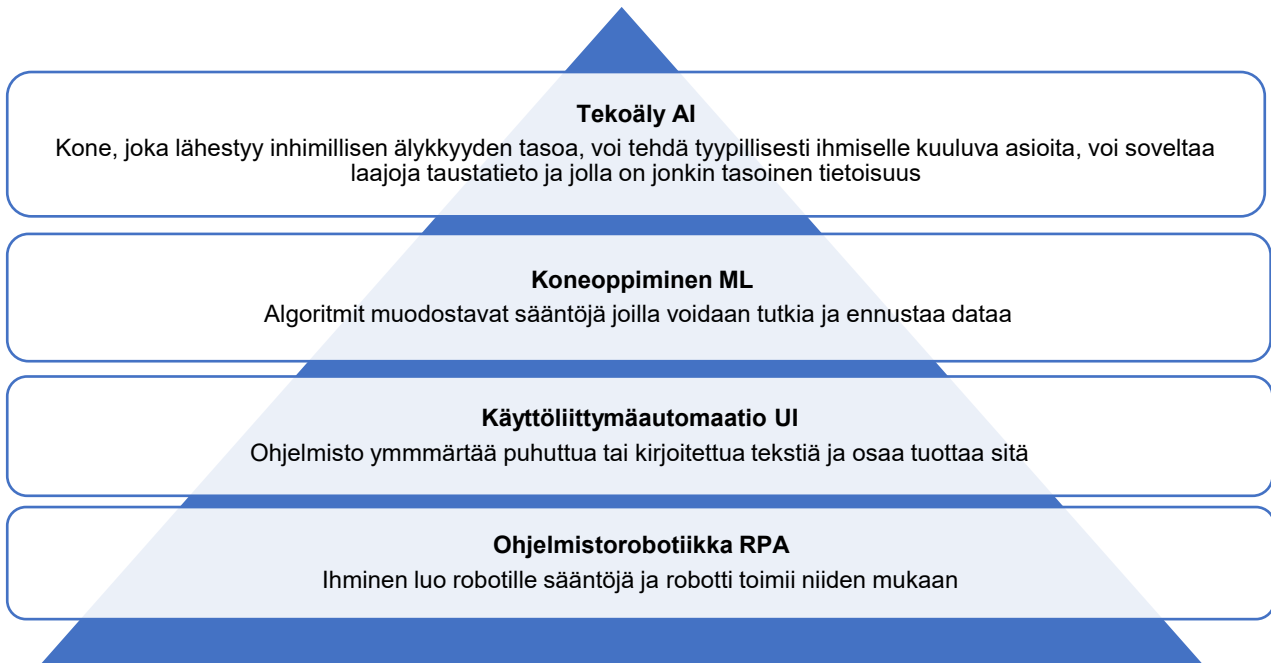 Tekoäly AI
Kone, joka lähestyy inhimillisen älykkyyden tasoa, voi tehdä tyypillisesti ihmiselle kuuluva asioita, voi soveltaa
laajoja taustatieto ja jolla on jonkin tasoinen tietoisuus
Koneoppiminen ML
Algoritmit muodostavat sääntöjä joilla voidaan tutkia ja ennustaa dataa
Käyttöliittymäautomaatio UI
Ohjelmisto ymmmärtää puhuttua tai kirjoitettua tekstiä ja osaa tuottaa sitä
Ohjelmistorobotiikka RPA
Ihminen luo robotille sääntöjä ja robotti toimii niiden mukaan